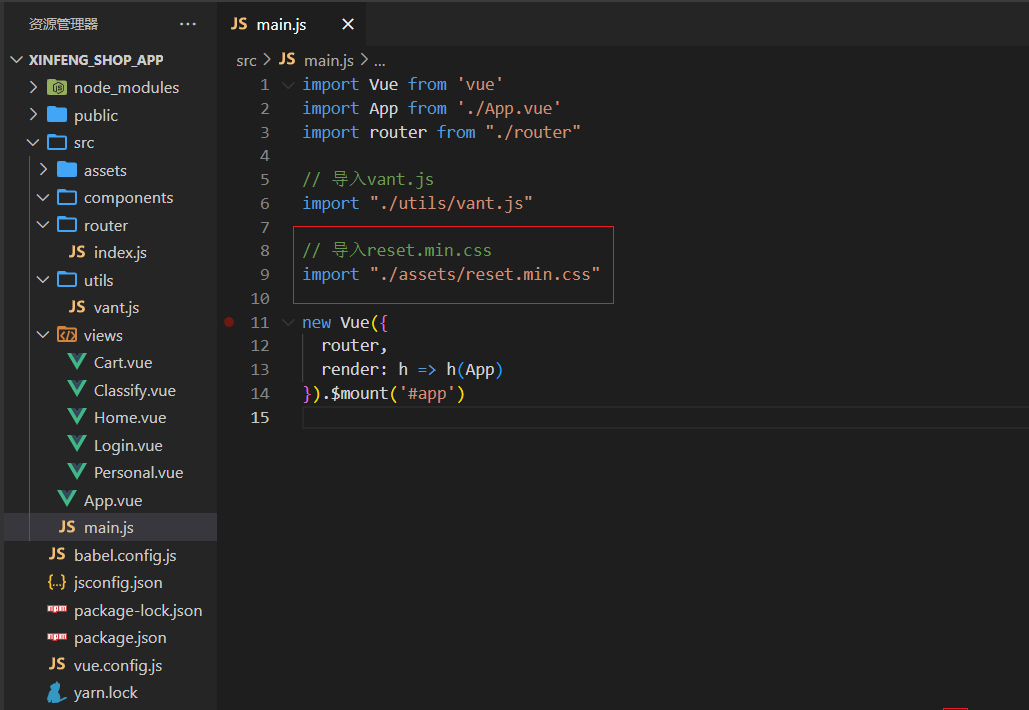 资源管理器 ···
XINFENG_SHOP_APP
node_modules
public
src
assets
components
router
JS index.js
utils
JS vant.js
views
Cart.vue
Classify.vue
Home.vue
Login.vue
Personal.vue
App.vue
JS main.js
JS babel.config.js
{..} jsconfig.json
npm package-lock.json
npm package.json
JS vue.config.js
yarn.lock
JS main.js
src > JS main.js > ...
1 import Vue from 'vue'
2 import App from './App.vue'
3 import router from "./router"
4
5 // 导入vant.js
6 import "./utils/vant.js"
7
8 // 导入reset.min.css
9 import "./assets/reset.min.css"
10
11 new Vue({
12 router,
13 render: h => h(App)
14 }).$mount('#app')
15